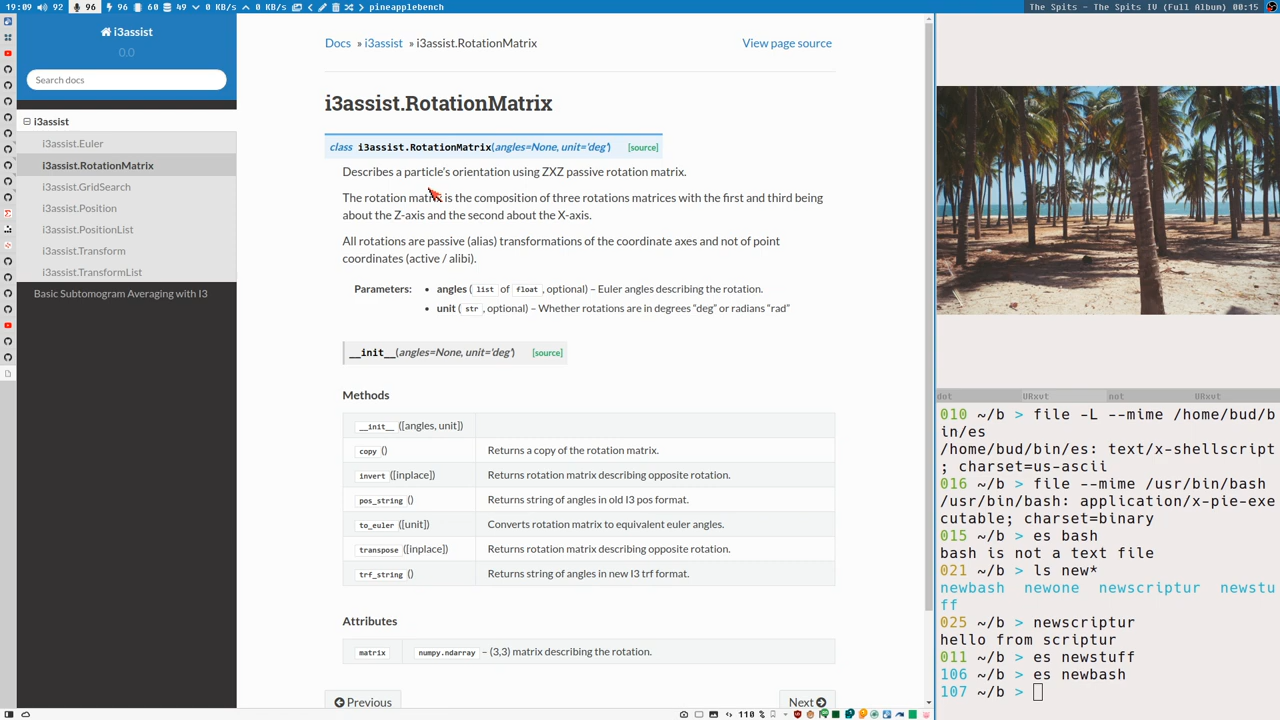 19:09 92 96 96 60 49 0 KB/s 0 KB/s pineapplebench The Spits - The Spits IV (Full Album) 00:15
i3assist
0.0
Search docs
i3assist
i3assist.Euler
i3assist.RotationMatrix
i3assist.GridSearch
i3assist.Position
i3assist.PositionList
i3assist.Transform
i3assist.TransformList
Basic Subtomogram Averaging with I3
Docs » i3assist » i3assist.RotationMatrix View page source
i3assist.RotationMatrix
class i3assist.RotationMatrix(angles=None, unit='deg') [source]
Describes a particle's orientation using ZXZ passive rotation matrix.
The rotation matrix is the composition of three rotations matrices with the first and third being
about the Z-axis and the second about the X-axis.
All rotations are passive (alias) transformations of the coordinate axes and not of point
coordinates (active / alibi).
Parameters: • angles ( list of float , optional) – Euler angles describing the rotation.
• unit ( str , optional) – Whether rotations are in degrees "deg" or radians "rad"
__init__(angles=None, unit='deg') [source]
Methods
__init__ ([angles, unit])
copy () Returns a copy of the rotation matrix.
invert ([inplace]) Returns rotation matrix describing opposite rotation.
pos_string () Returns string of angles in old I3 pos format.
to_euler ([unit]) Converts rotation matrix to equivalent euler angles.
transpose ([inplace]) Returns rotation matrix describing opposite rotation.
trf_string () Returns string of angles in new I3 trf format.
Attributes
matrix numpy.ndarray – (3,3) matrix describing the rotation.
Previous Next
dot URxvt not URxvt
010 ~/b > file -L --mime /home/bud/b
in/es
/home/bud/bin/es: text/x-shellscript
; charset=us-ascii
016 ~/b > file --mime /usr/bin/bash
/usr/bin/bash: application/x-pie-exe
cutable; charset=binary
015 ~/b > es bash
bash is not a text file
021 ~/b > ls new*
newbash newone newscriptur newstu
ff
025 ~/b > newscriptur
hello from scriptur
011 ~/b > es newstuff
106 ~/b > es newbash
107 ~/b >
110 %